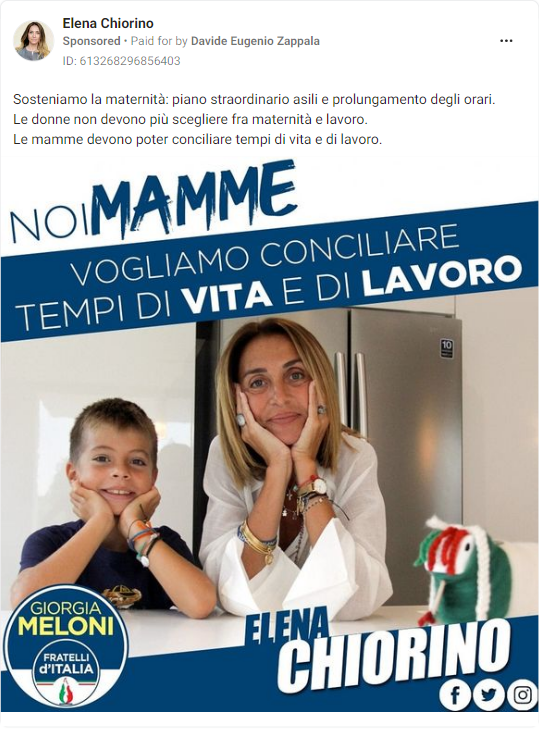 Elena Chiorino
Sponsored • Paid for by Davide Eugenio Zappala
ID: 613268296856403
Sosteniamo la maternità: piano straordinario asili e prolungamento degli orari.
Le donne non devono più scegliere fra maternità e lavoro.
Le mamme devono poter conciliare tempi di vita e di lavoro.
NOI MAMME
VOGLIAMO CONCILIARE
TEMPI DI VITA E DI LAVORO
10
GIORGIA
MELONI
FRATELLI
d'ITALIA
ELENA
CHIORINO